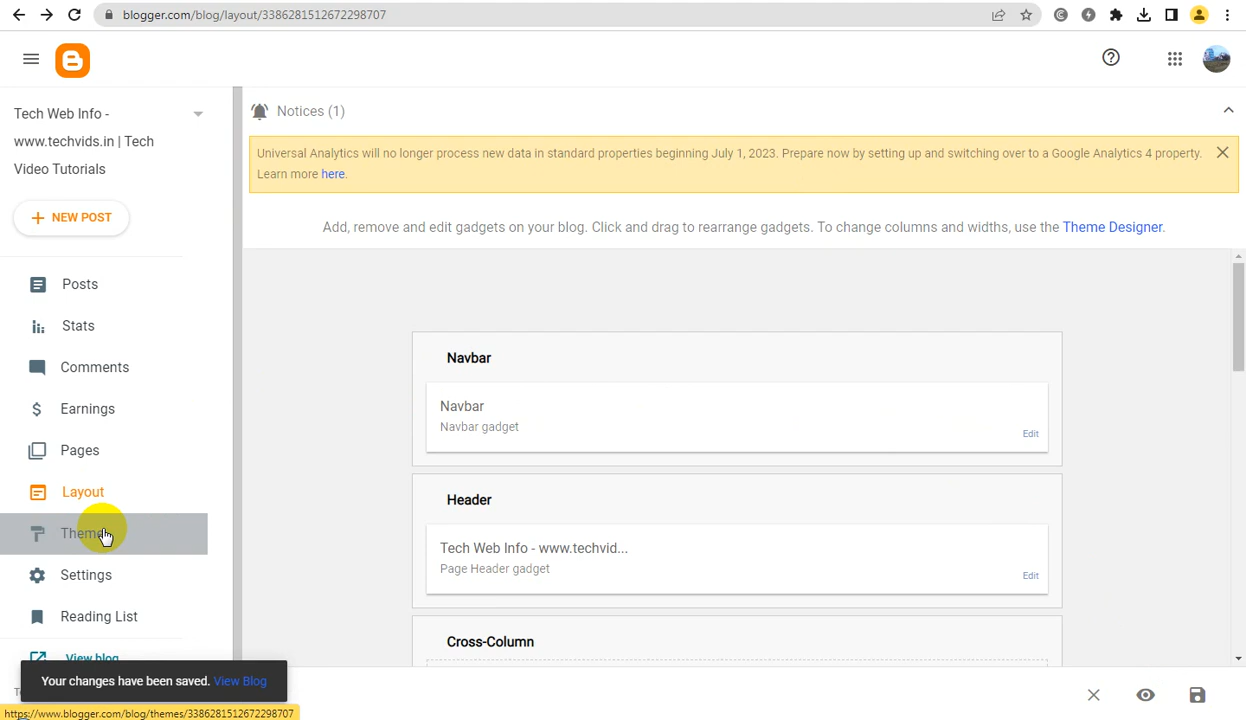 blogger.com/blog/layout/3386281512672298707
Tech Web Info -
www.techvids.in | Tech
Video Tutorials
NEW POST
Posts
Stats
Comments
Earnings
Pages
Layout
Theme
Settings
Reading List
View blog
Notices (1)
Universal Analytics will no longer process new data in standard properties beginning July 1, 2023. Prepare now by setting up and switching over to a Google Analytics 4 property.
Learn more here.
Add, remove and edit gadgets on your blog. Click and drag to rearrange gadgets. To change columns and widths, use the Theme Designer.
Navbar
Navbar
Navbar gadget
Edit
Header
Tech Web Info - www.techvid...
Page Header gadget
Edit
Cross-Column
Your changes have been saved. View Blog
https://www.blogger.com/blog/themes/3386281512672298707